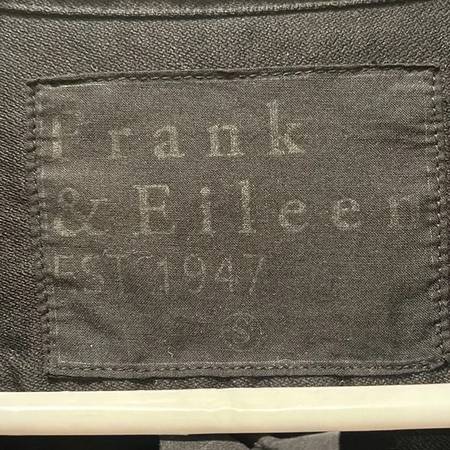 Frank
& Eileen
EST 1947
S